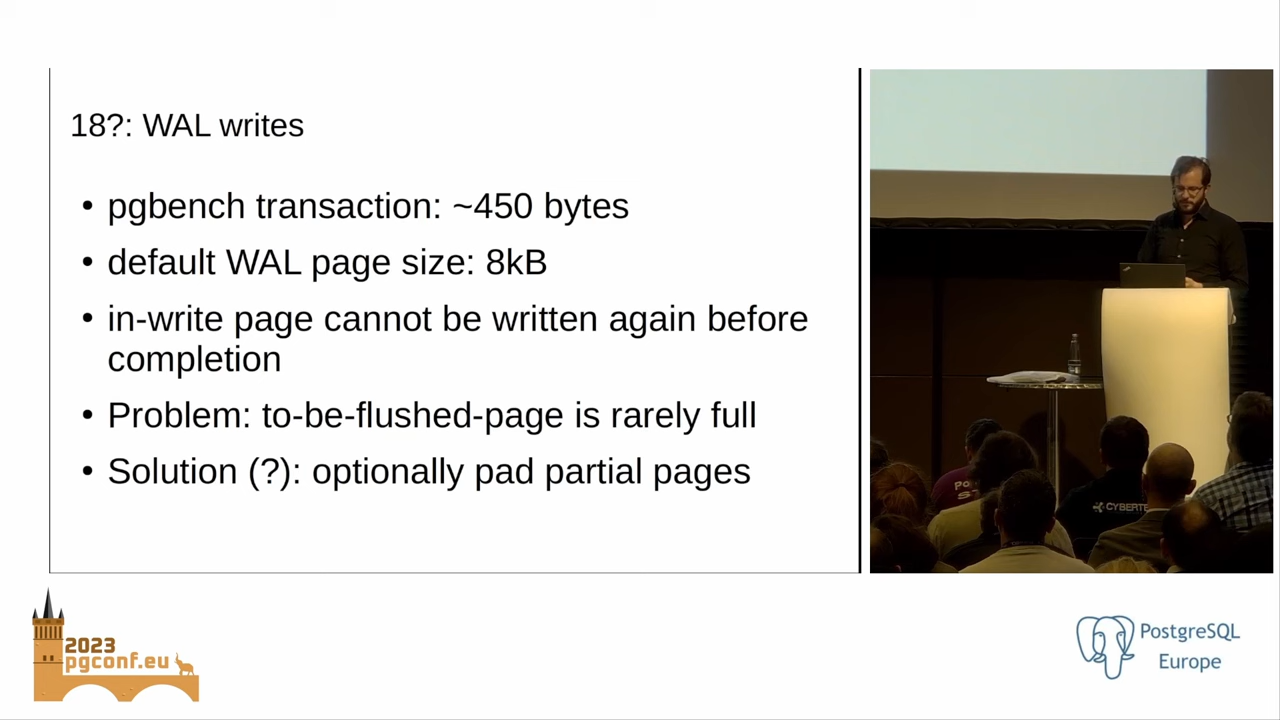 18?: WAL writes
• pgbench transaction: ~450 bytes
• default WAL page size: 8kB
• in-write page cannot be written again before
completion
• Problem: to-be-flushed-page is rarely full
• Solution (?): optionally pad partial pages
CYBERTE
2023
pgconf.eu
PostgreSQL
Europe